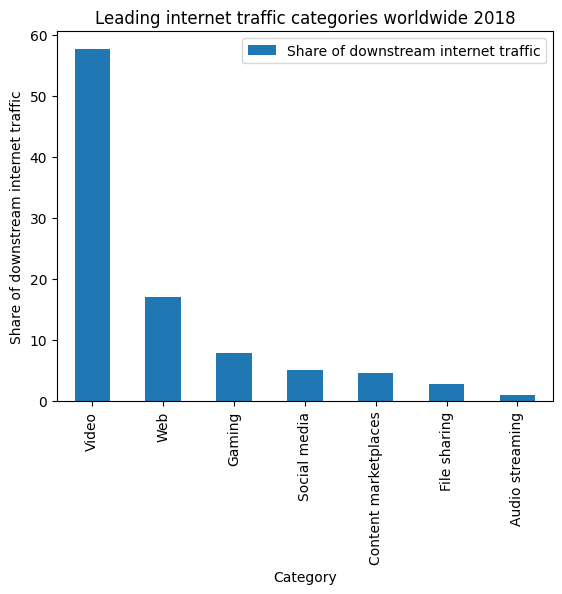 Leading internet traffic categories worldwide 2018
Share of downstream internet traffic
Share of downstream internet traffic
60
50
40
30
20
10
0
Video
Web
Gaming
Social media
Content marketplaces
File sharing
Audio streaming
Category